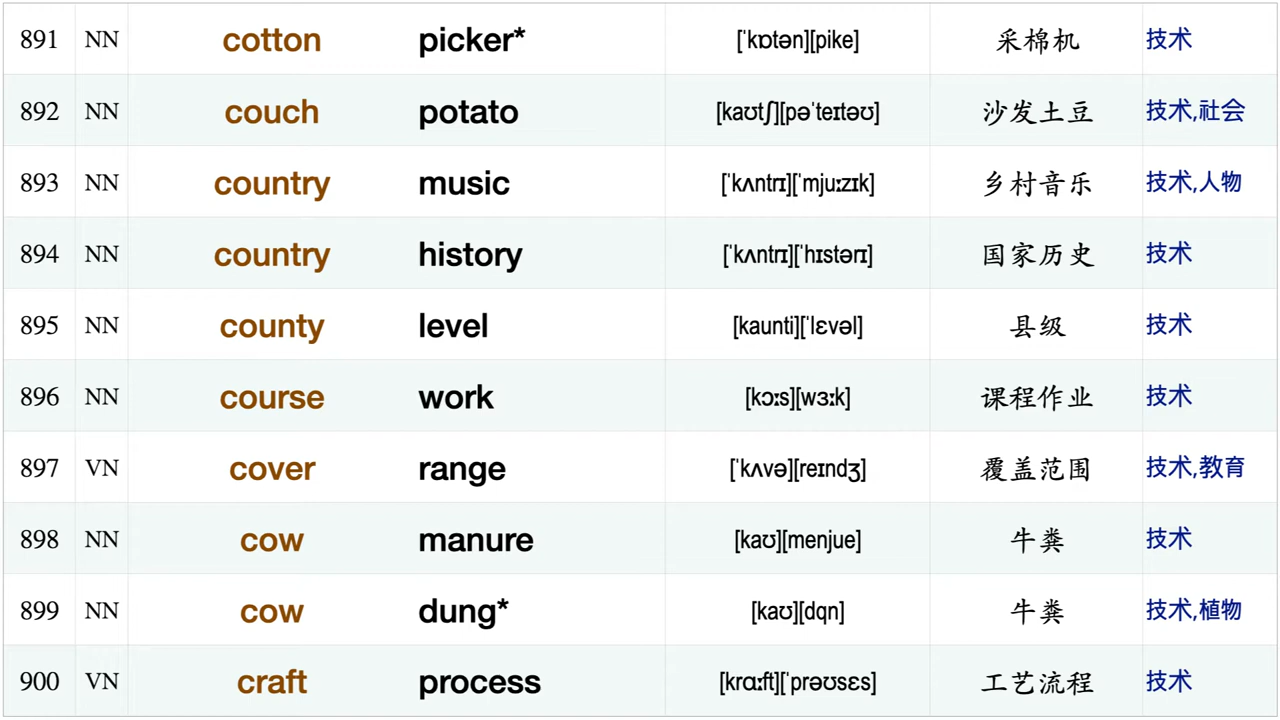 891 NN cotton picker* [ˈkɒtən][pike] 采棉机 技术
892 NN couch potato [kaʊtʃ][pəˈteɪtəʊ] 沙发土豆 技术,社会
893 NN country music [ˈkʌntrɪ][ˈmjuːzɪk] 乡村音乐 技术,人物
894 NN country history [ˈkʌntrɪ][ˈhɪstərɪ] 国家历史 技术
895 NN county level [kaunti][ˈlɛvəl] 县级 技术
896 NN course work [kɔːs][wɜːk] 课程作业 技术
897 VN cover range [ˈkʌvə][reɪndʒ] 覆盖范围 技术,教育
898 NN cow manure [kaʊ][menjue] 牛粪 技术
899 NN cow dung* [kaʊ][dqn] 牛粪 技术,植物
900 VN craft process [krɑːft][ˈprəʊsɛs] 工艺流程 技术